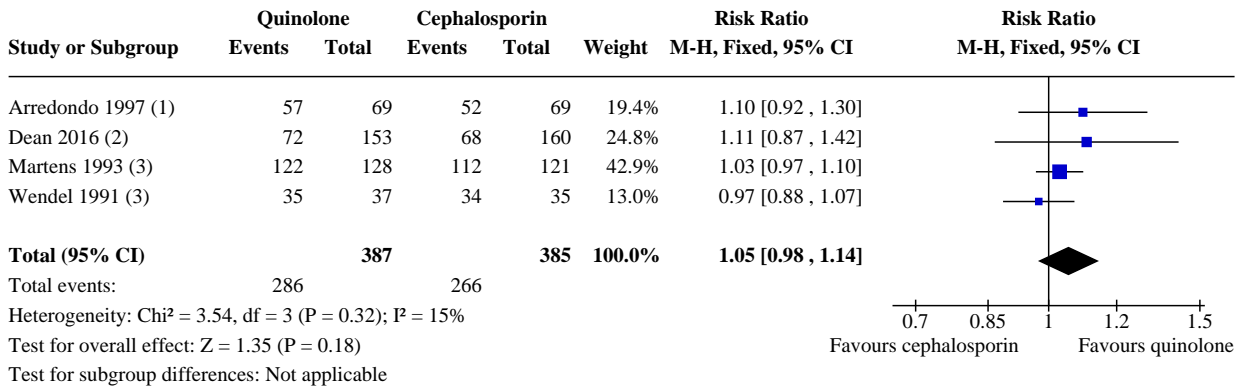 Quinolone Cephalosporin Risk Ratio Risk Ratio
Study or Subgroup Events Total Events Total Weight M-H, Fixed, 95% CI M-H, Fixed, 95% CI
Arredondo 1997 (1) 57 69 52 69 19.4% 1.10 [0.92 , 1.30]
Dean 2016 (2) 72 153 68 160 24.8% 1.11 [0.87 , 1.42]
Martens 1993 (3) 122 128 112 121 42.9% 1.03 [0.97 , 1.10]
Wendel 1991 (3) 35 37 34 35 13.0% 0.97 [0.88 , 1.07]
Total (95% CI) 387 385 100.0% 1.05 [0.98 , 1.14]
Total events: 286 266
Heterogeneity: Chi² = 3.54, df = 3 (P = 0.32); I² = 15%
0.7 0.85 1 1.2 1.5
Test for overall effect: Z = 1.35 (P = 0.18)
Favours cephalosporin Favours quinolone
Test for subgroup differences: Not applicable